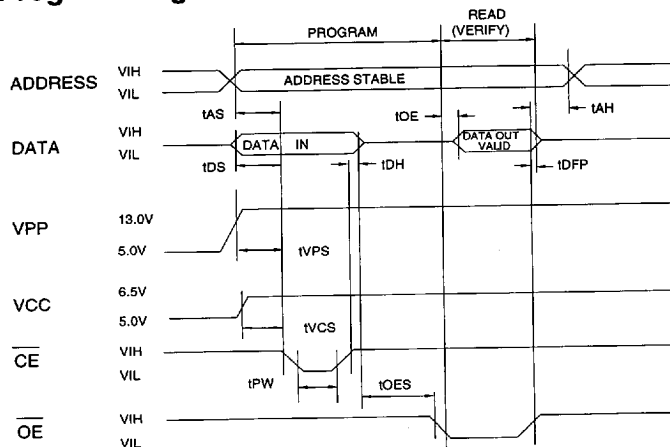 PROGRAM
READ
(VERIFY)
ADDRESS VIH
VIL
ADDRESS STABLE
tAS
tOE
tAH
DATA VIH
VIL
DATA IN
DATA OUT
VALID
tDS
tDH
tDFP
VPP 13.0V
5.0V
tVPS
VCC 6.5V
5.0V
tVCS
CE VIH
VIL
tPW
tOES
OE VIH
VIL